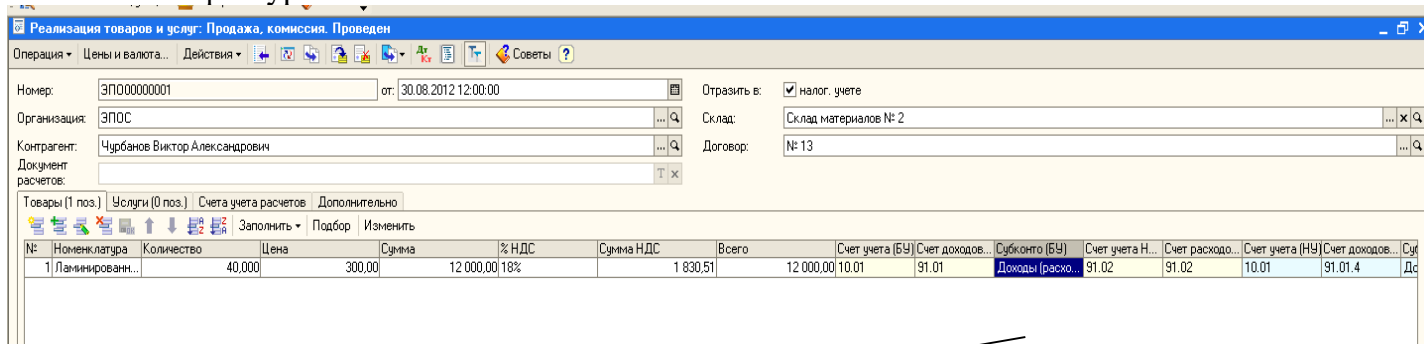 Реализация товаров и услуг: Продажа, комиссия. Проведен
Операция Цены и валюта... Действия Советы
Номер: ЭПО00000001 от: 30.08.2012 12:00:00 Отразить в: налог. учете
Организация: ЭПОС Склад: Склад материалов № 2
Контрагент: Чурбанов Виктор Александрович Договор: № 13
Документ расчетов:
Товары (1 поз.) Услуги (0 поз.) Счета учета расчетов Дополнительно
Заполнить Подбор Изменить
№ Номенклатура Количество Цена Сумма % НДС Сумма НДС Всего Счет учета (БУ) Счет доходов... Субконто (БУ) Счет учета Н... Счет расходо... Счет учета (НУ) Счет доходов... Суб
1 Ламинированн... 40,000 300,00 12 000,00 18% 1 830,51 12 000,00 10.01 91.01 Доходы (расхо... 91.02 91.02 10.01 91.01.4 До